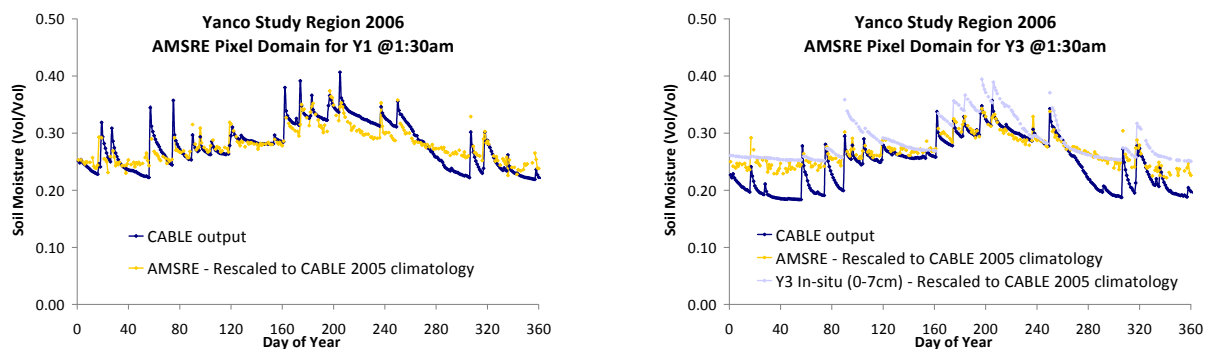 Yanco Study Region 2006
AMSRE Pixel Domain for Y1 @1:30am
Soil Moisture (Vol/Vol)
0.50
0.40
0.30
0.20
0.10
0.00
CABLE output
AMSRE - Rescaled to CABLE 2005 climatology
0 40 80 120 160 200 240 280 320 360
Day of Year
Yanco Study Region 2006
AMSRE Pixel Domain for Y3 @1:30am
Soil Moisture (Vol/Vol)
0.50
0.40
0.30
0.20
0.10
0.00
CABLE output
AMSRE - Rescaled to CABLE 2005 climatology
Y3 In-situ (0-7cm) - Rescaled to CABLE 2005 climatology
0 40 80 120 160 200 240 280 320 360
Day of Year